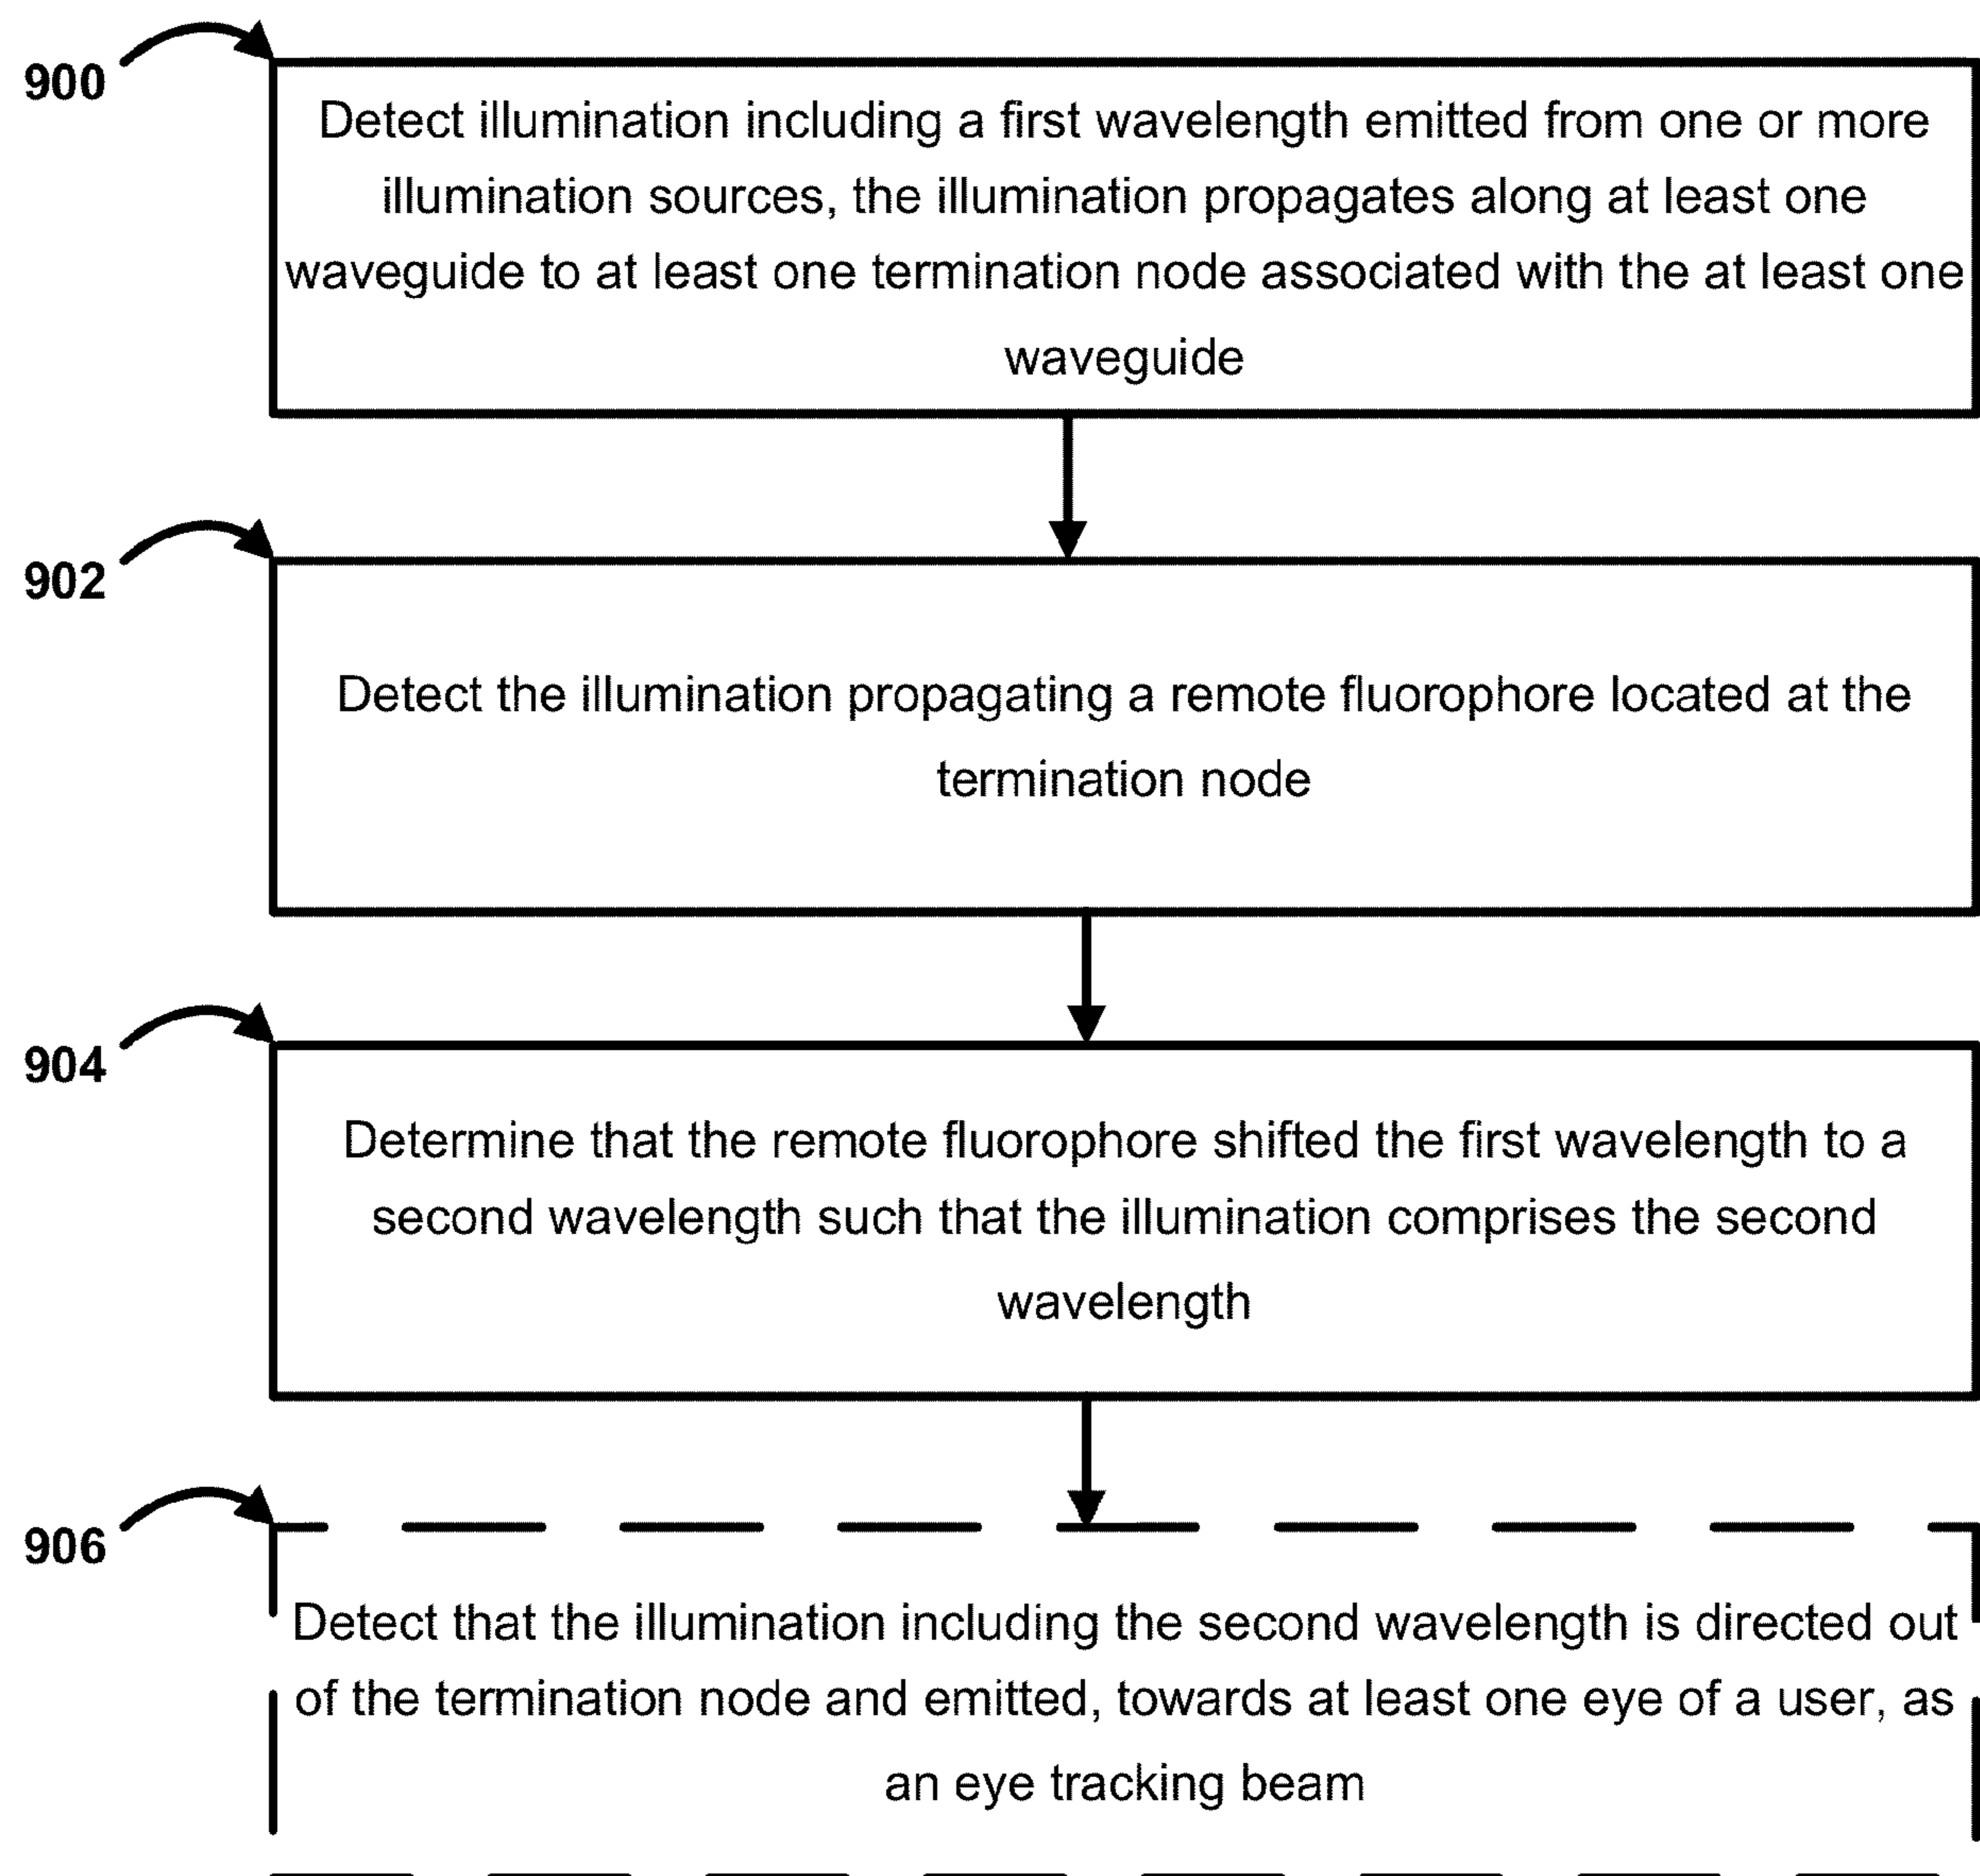 900
Detect illumination including a first wavelength emitted from one or more
illumination sources, the illumination propagates along at least one
waveguide to at least one termination node associated with the at least one
waveguide
902
Detect the illumination propagating a remote fluorophore located at the
termination node
904
Determine that the remote fluorophore shifted the first wavelength to a
second wavelength such that the illumination comprises the second
wavelength
906
Detect that the illumination including the second wavelength is directed out
of the termination node and emitted, towards at least one eye of a user, as
an eye tracking beam